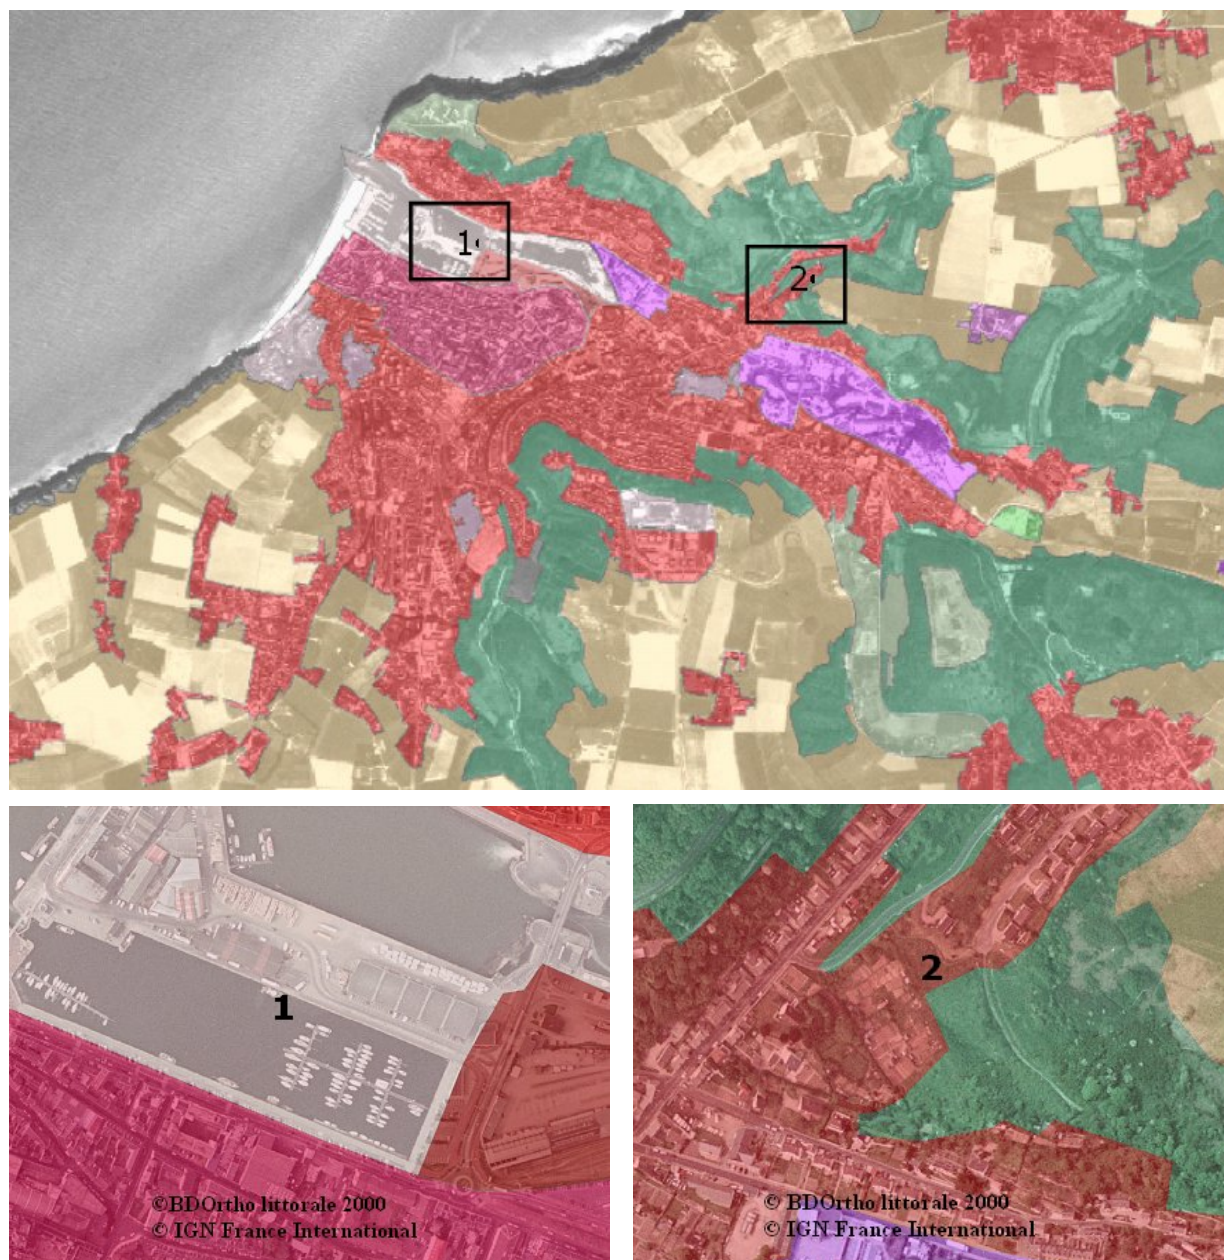 1
2
1
2
©BDOrtho littorale 2000
© IGN France International
© BDOrtho littorale 2000
© IGN France International